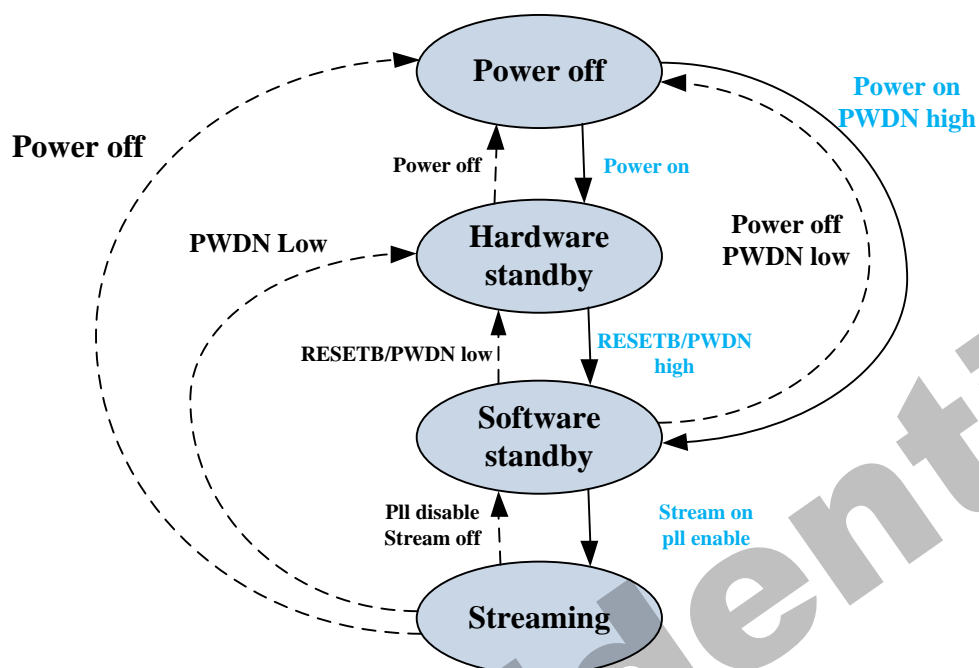 Power off
Power on
PWDN high
Power off
Power off
Power on
PWDN Low
Hardware
standby
Power off
PWDN low
RESETB/PWDN low
RESETB/PWDN
high
Software
standby
Pll disable
Stream off
Stream on
pll enable
Streaming